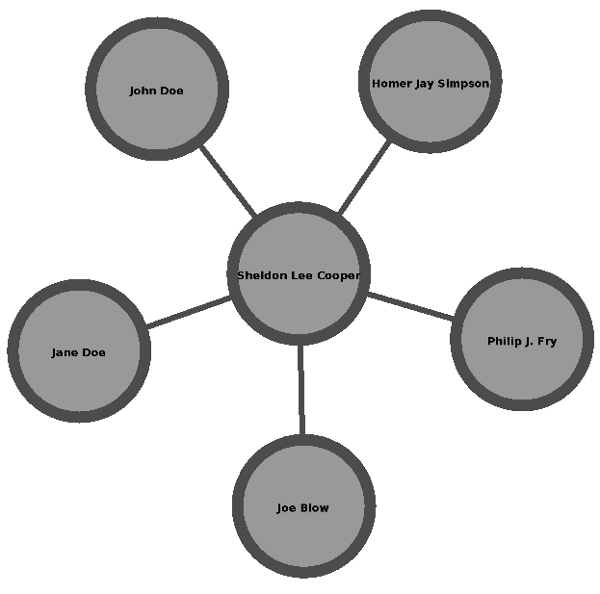 John Doe
Homer Jay Simpson
Sheldon Lee Cooper
Jane Doe
Philip J. Fry
Joe Blow